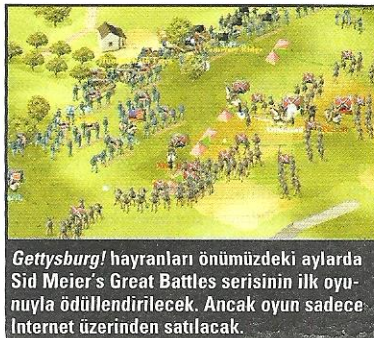 Gettysburg! hayranları önümüzdeki aylarda
Sid Meier's Great Battles serisinin ilk oyu-
nuyla ödüllendirilecek. Ancak oyun sadece
Internet üzerinden satılacak.